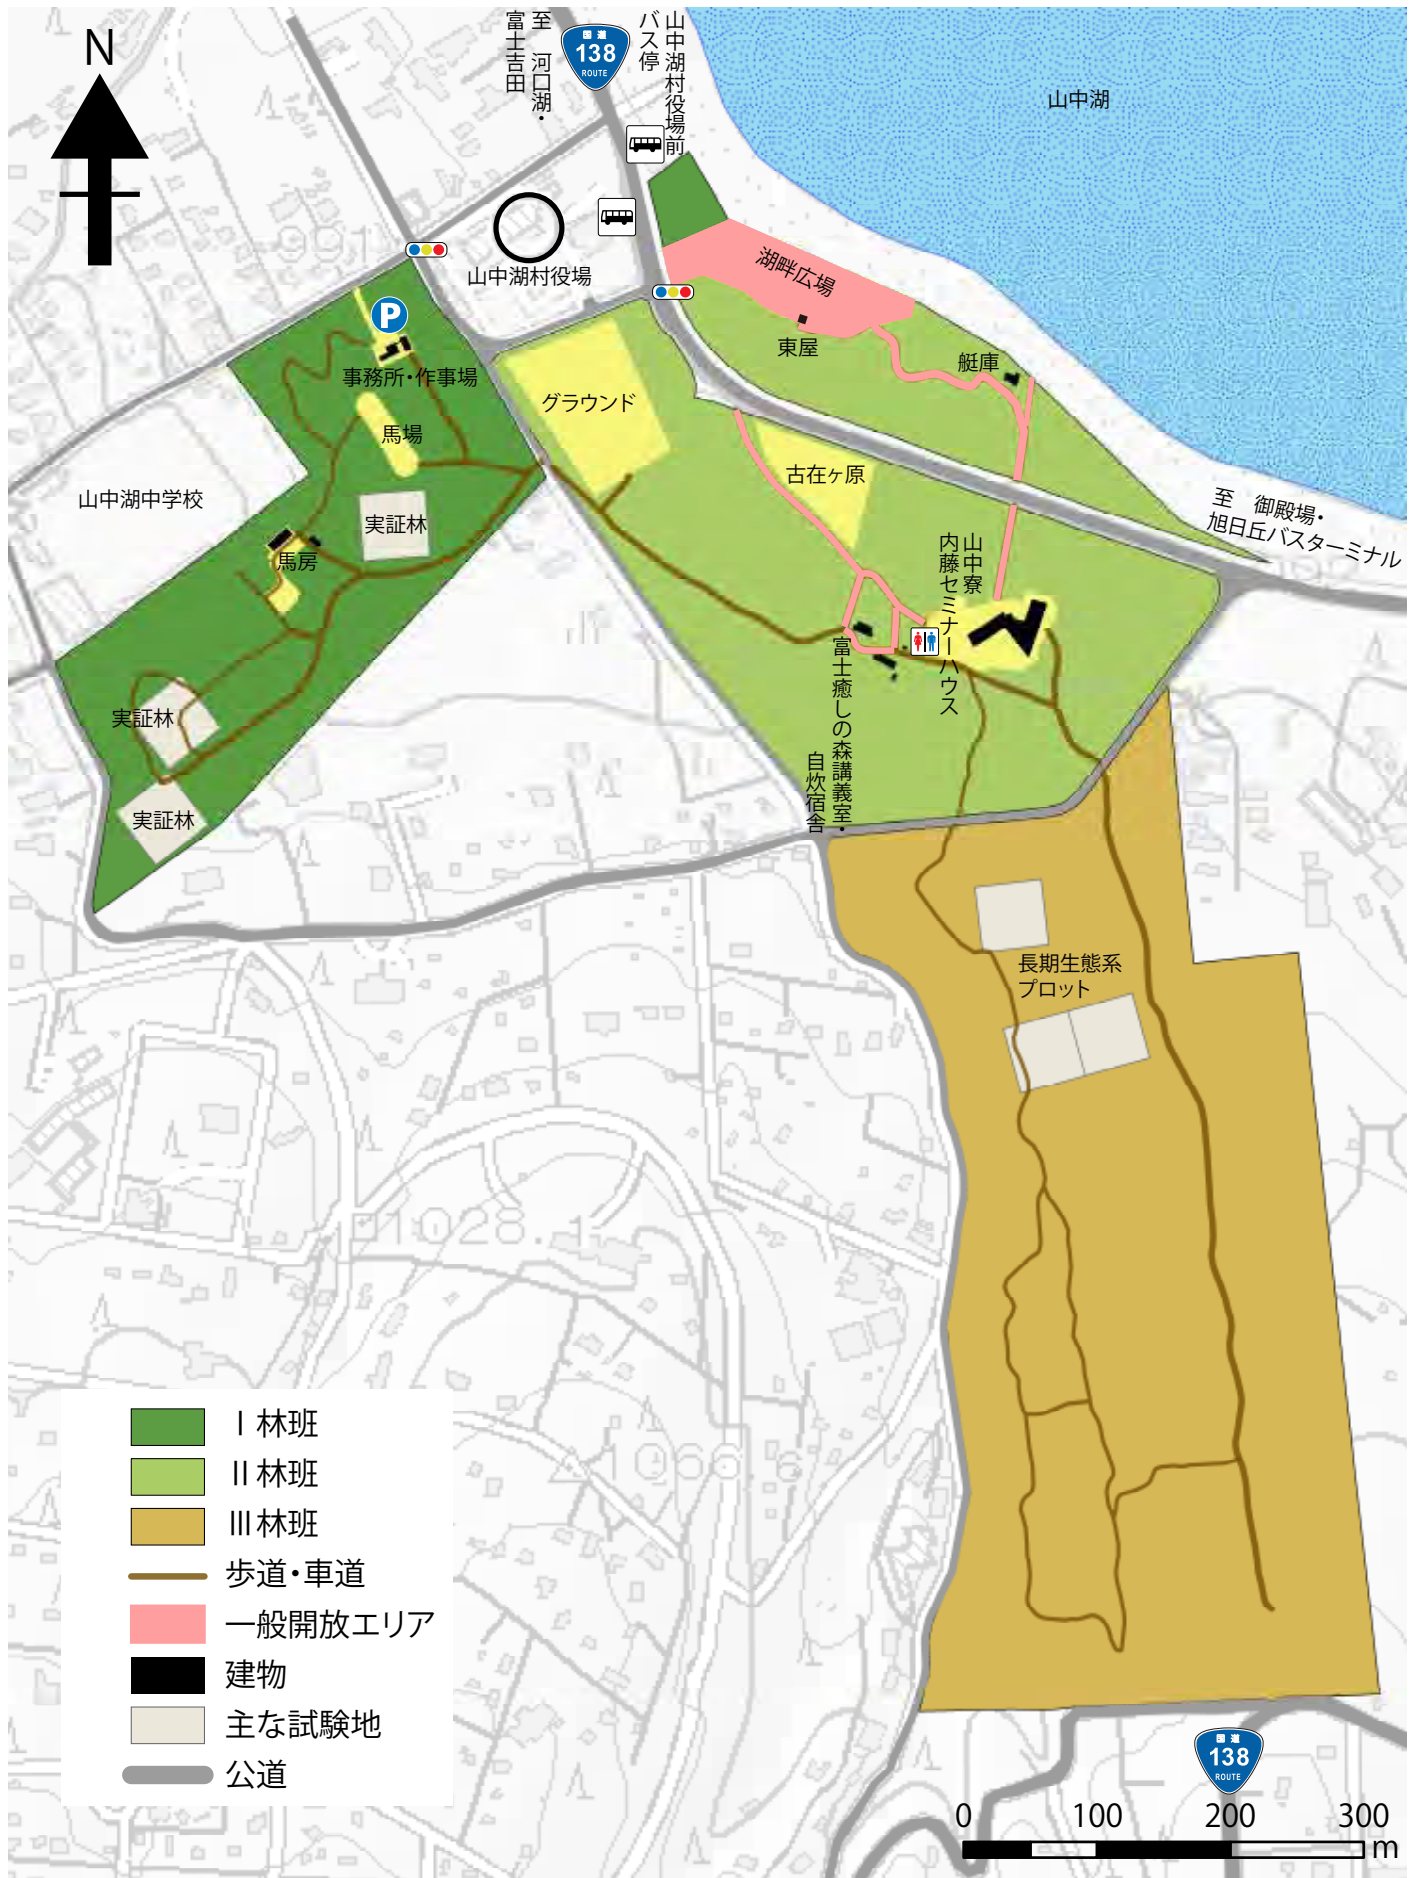 N
至 河口湖・
富士吉田
国道
138
ROUTE
山中湖村役場前
バス停
山中湖
991
山中湖村役場
湖畔広場
東屋
艇庫
P
事務所・作事場
馬場
グラウンド
古在ヶ原
山中湖中学校
実証林
馬房
至 御殿場・
旭日丘バスターミナル
山中寮
内藤セミナーハウス
富士癒しの森講義室・
自炊宿舎
実証林
実証林
長期生態系
プロット
1028.1
Ⅰ林班
Ⅱ林班
Ⅲ林班
歩道・車道
一般開放エリア
建物
主な試験地
公道
国道
138
ROUTE
0 100 200 300
m